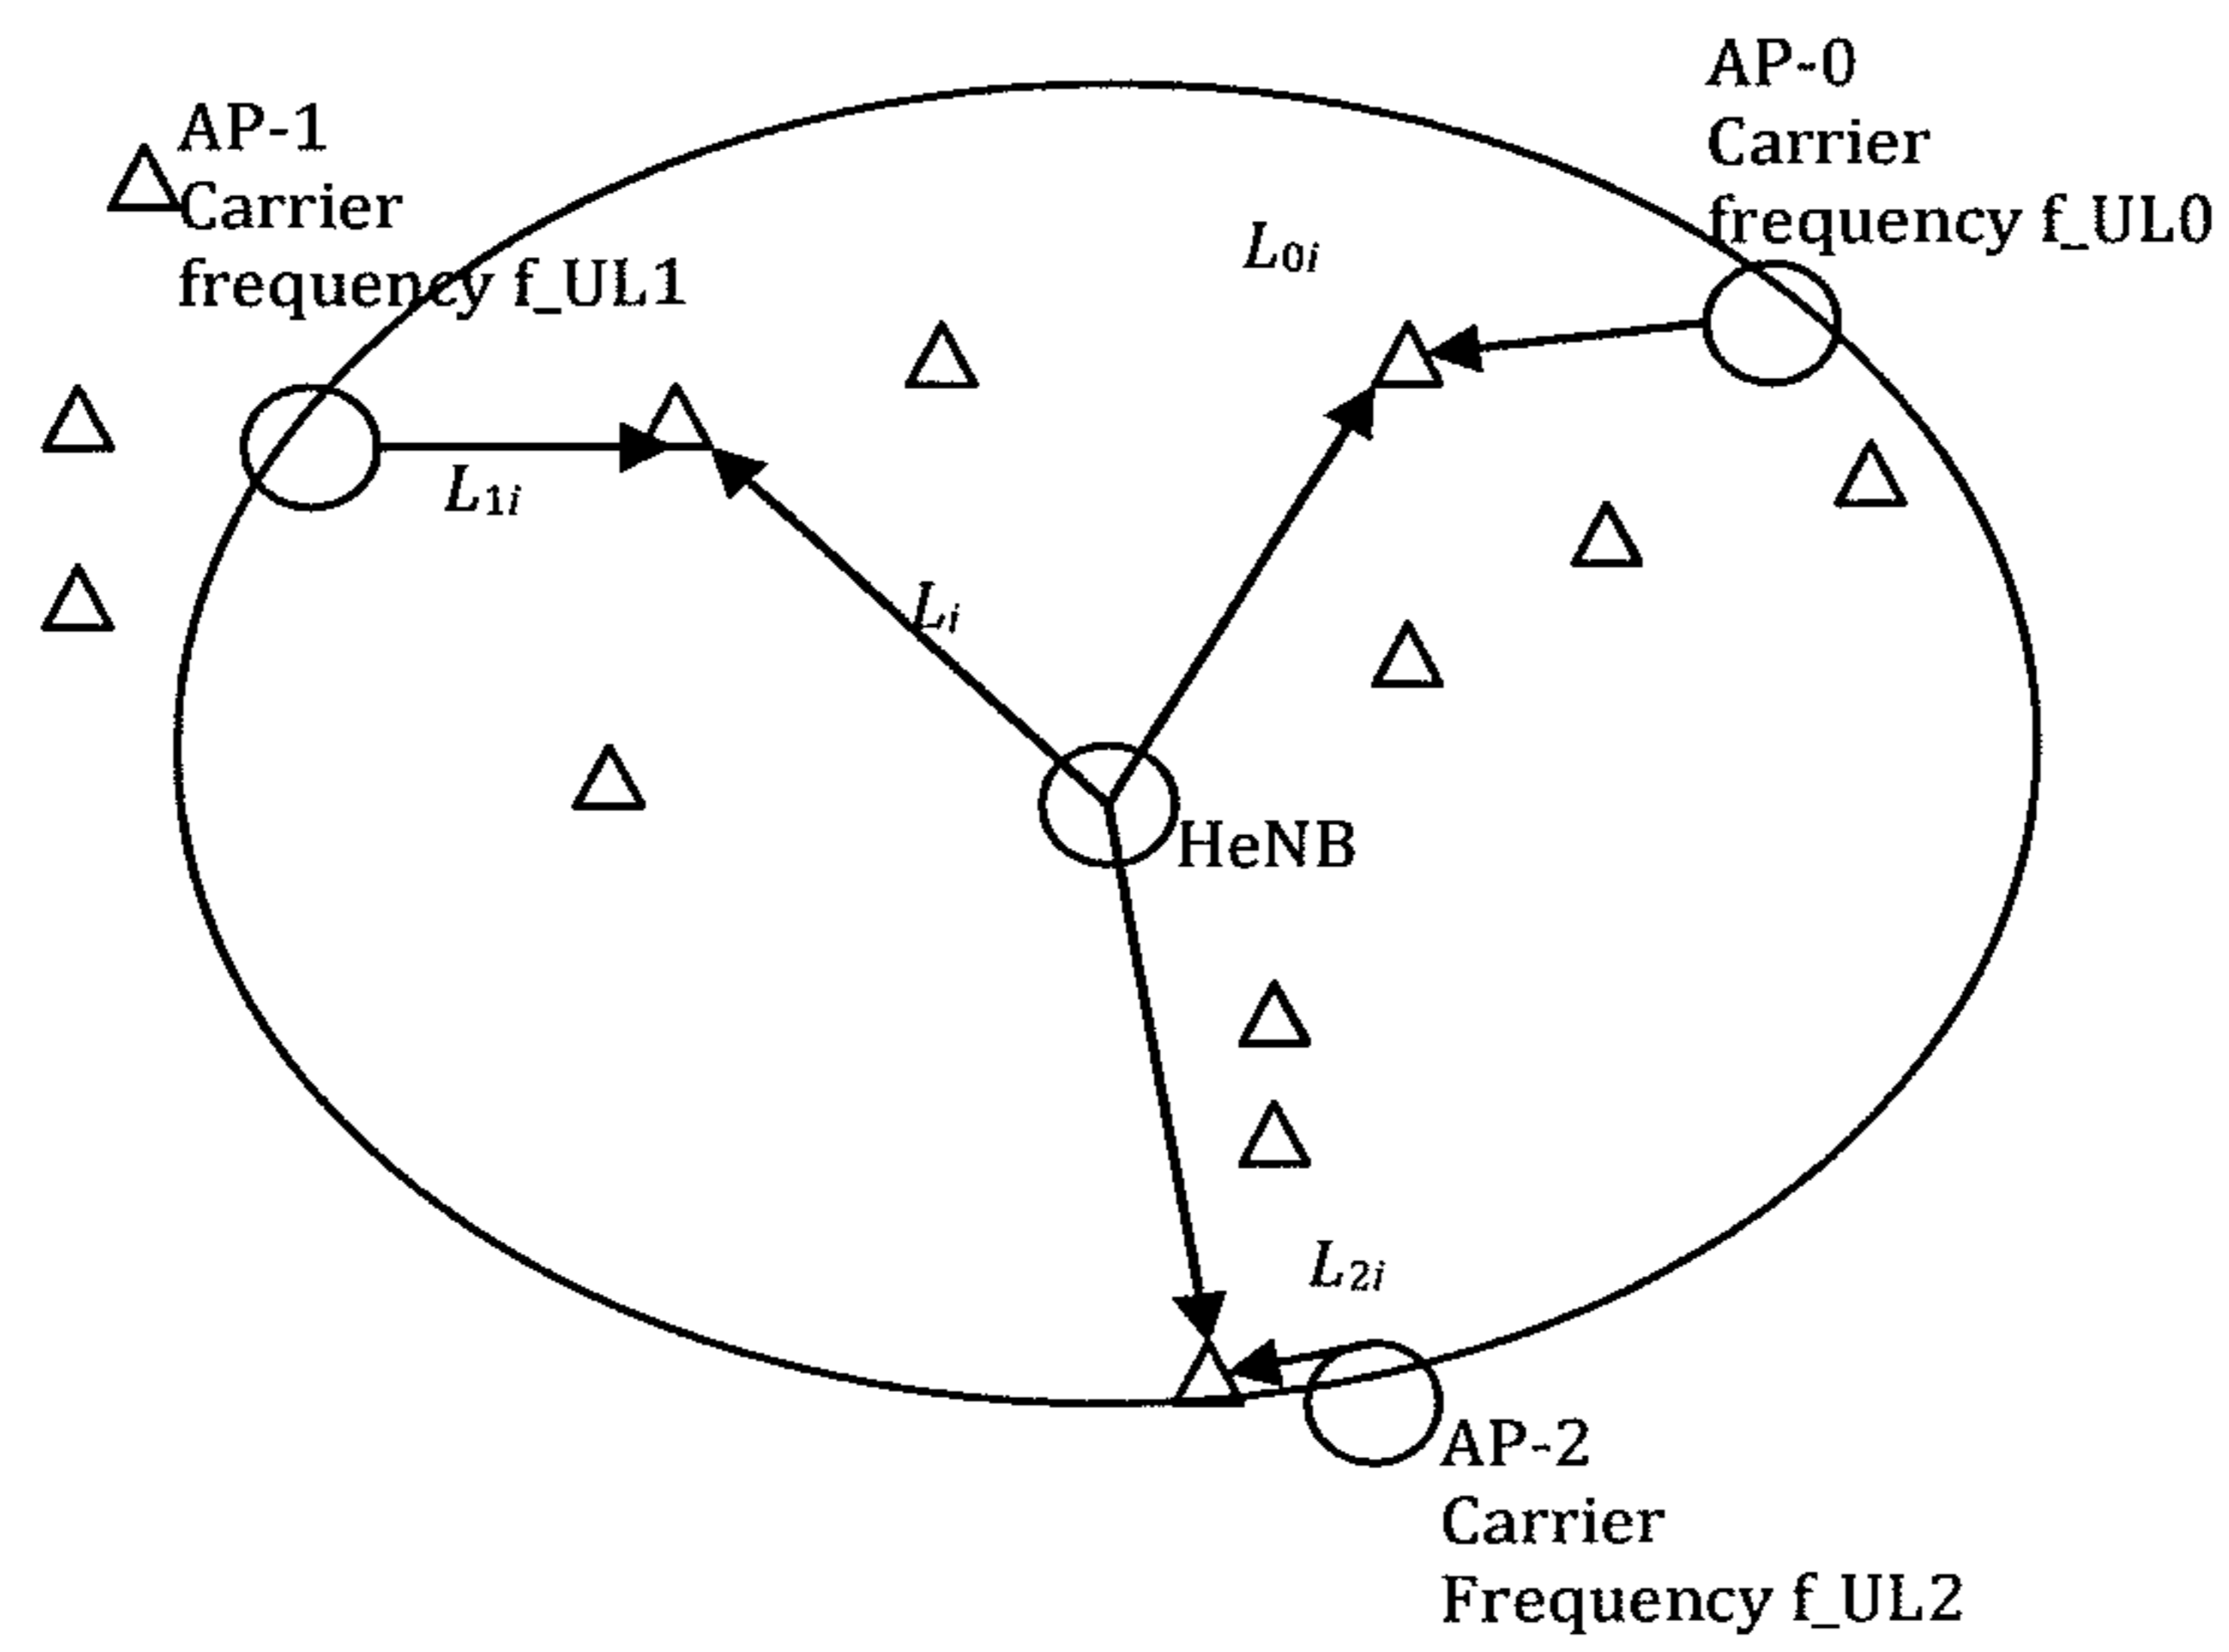 AP-0
Carrier
frequency f_UL0
AP-1
Carrier
frequency f_UL1
L0i
L1i
Li
HeNB
L2i
AP-2
Carrier
Frequency f_UL2